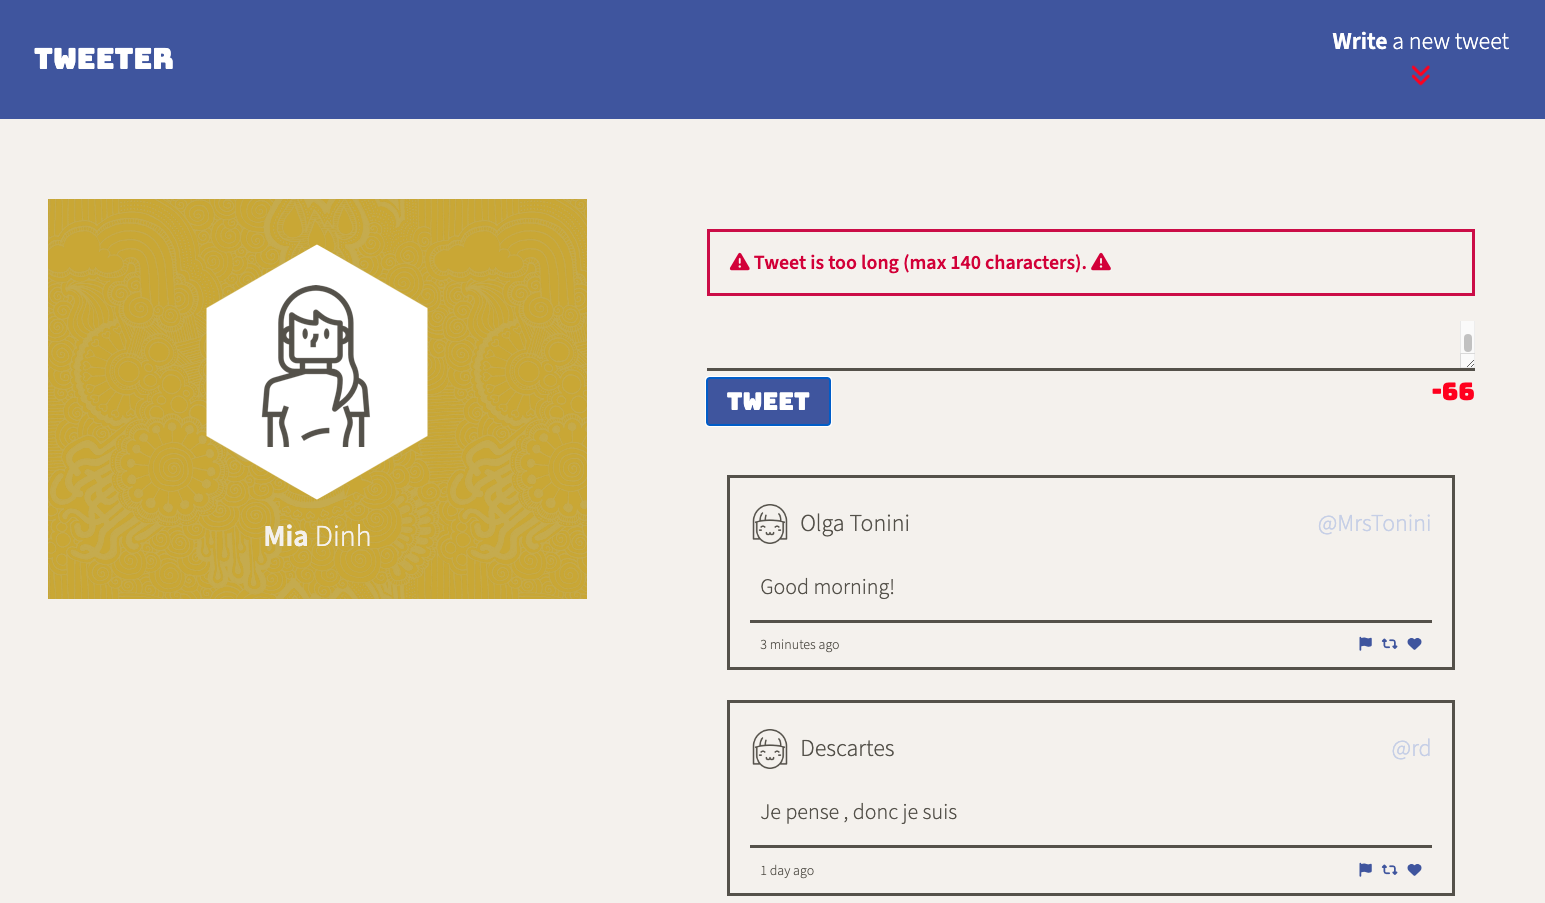 TWEETER
Write a new tweet
Tweet is too long (max 140 characters).
TWEET
-66
Mia Dinh
Olga Tonini
@MrsTonini
Good morning!
3 minutes ago
Descartes
@rd
Je pense , donc je suis
1 day ago